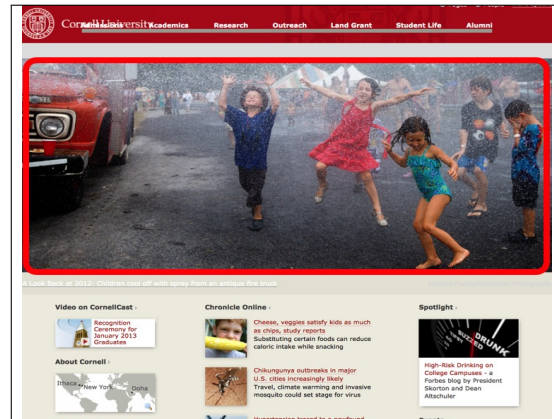 Cornell University
Admissions
Academics
Research
Outreach
Land Grant
Student Life
Alumni
A Look Back at 2012: Children cool off with spray from an antique fire truck
Video on CornellCast ›
Recognition
Ceremony for
January 2013
Graduates
About Cornell ›
Ithaca
New York
Doha
Chronicle Online ›
Cheese, veggies satisfy kids as much
as chips, study reports
Substituting certain foods can reduce
caloric intake while snacking
Chikungunya outbreaks in major
U.S. cities increasingly likely
Travel, climate warming and invasive
mosquito could set stage for virus
Spotlight ›
BUZZED
DRUNK
High-Risk Drinking on
College Campuses - a
Forbes blog by President
Skorton and Dean
Altschuler